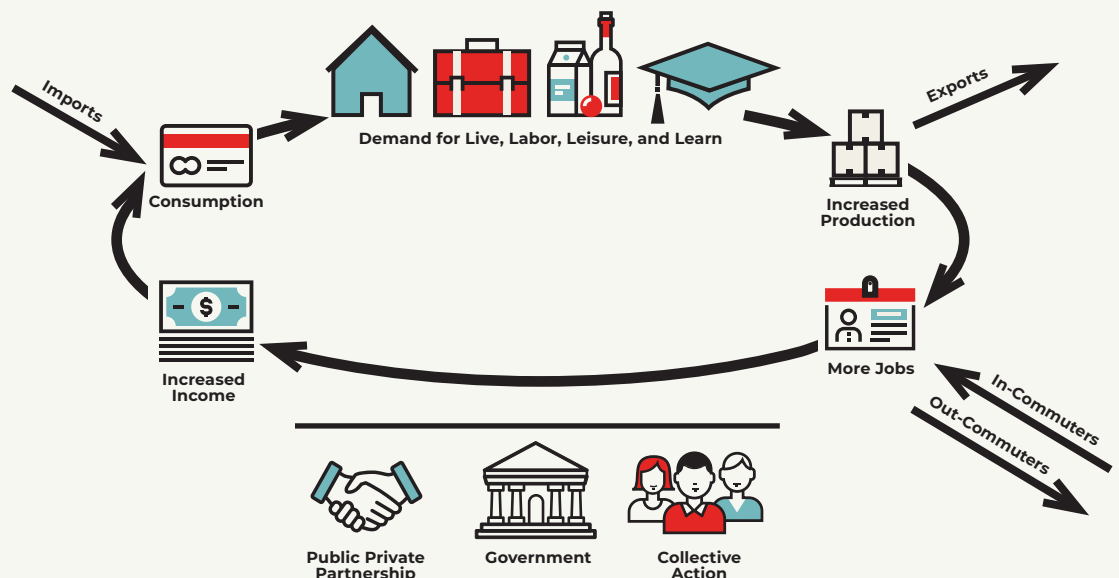 Imports
Exports
Demand for Live, Labor, Leisure, and Learn
Consumption
Increased
Production
$
Increased
Income
More Jobs
In-Commuters
Out-Commuters
Public Private
Partnership
Government
Collective
Action